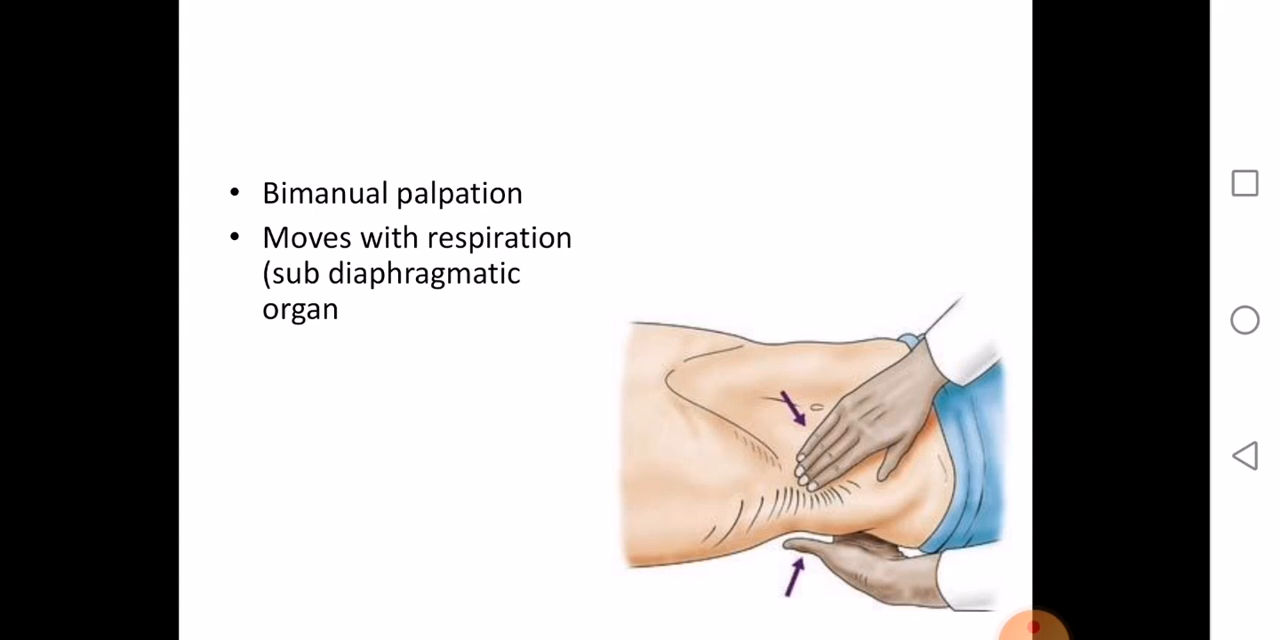 • Bimanual palpation
• Moves with respiration
(sub diaphragmatic
organ